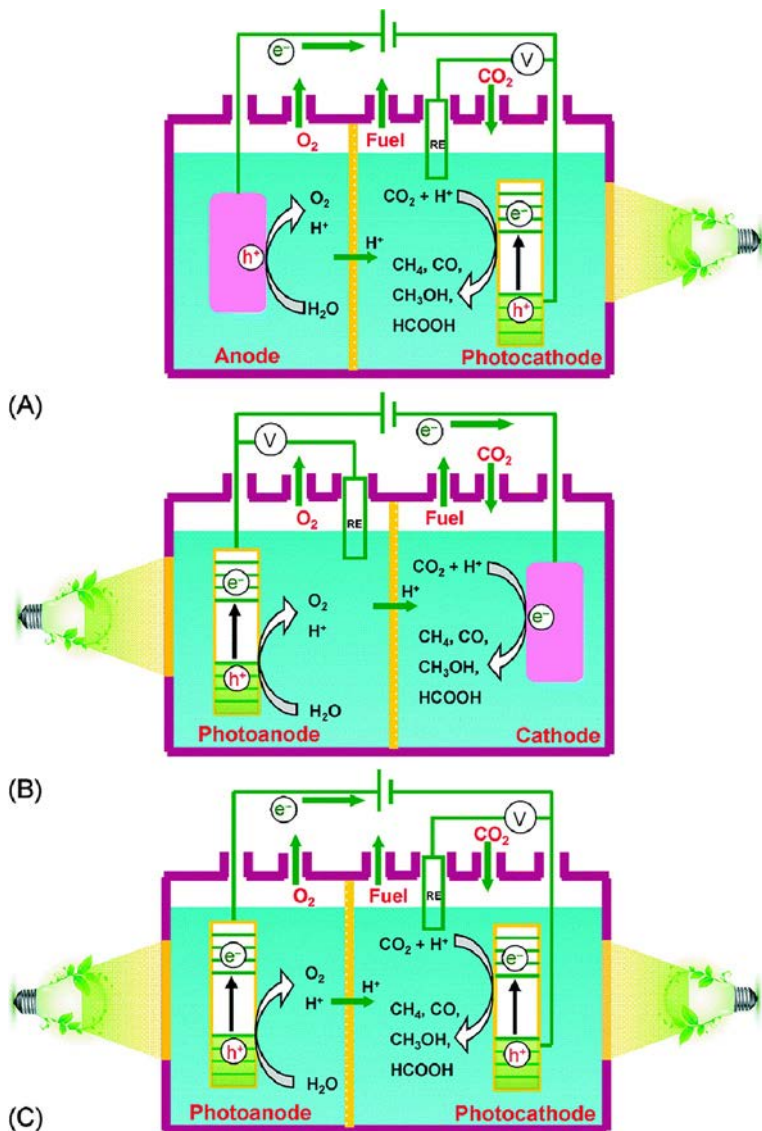 e⁻
V
CO₂
O₂
Fuel
RE
O₂
H⁺
CO₂ + H⁺
e⁻
h⁺
H⁺
CH₄, CO,
CH₃OH,
HCOOH
H₂O
h⁺
Anode
Photocathode
(A)
e⁻
V
CO₂
O₂
Fuel
RE
CO₂ + H⁺
e⁻
H⁺
O₂
H⁺
e⁻
CH₄, CO,
CH₃OH,
HCOOH
h⁺
H₂O
Photoanode
Cathode
(B)
e⁻
V
CO₂
O₂
Fuel
RE
CO₂ + H⁺
e⁻
O₂
H⁺
H⁺
e⁻
CH₄, CO,
CH₃OH,
HCOOH
h⁺
h⁺
H₂O
Photoanode
Photocathode
(C)